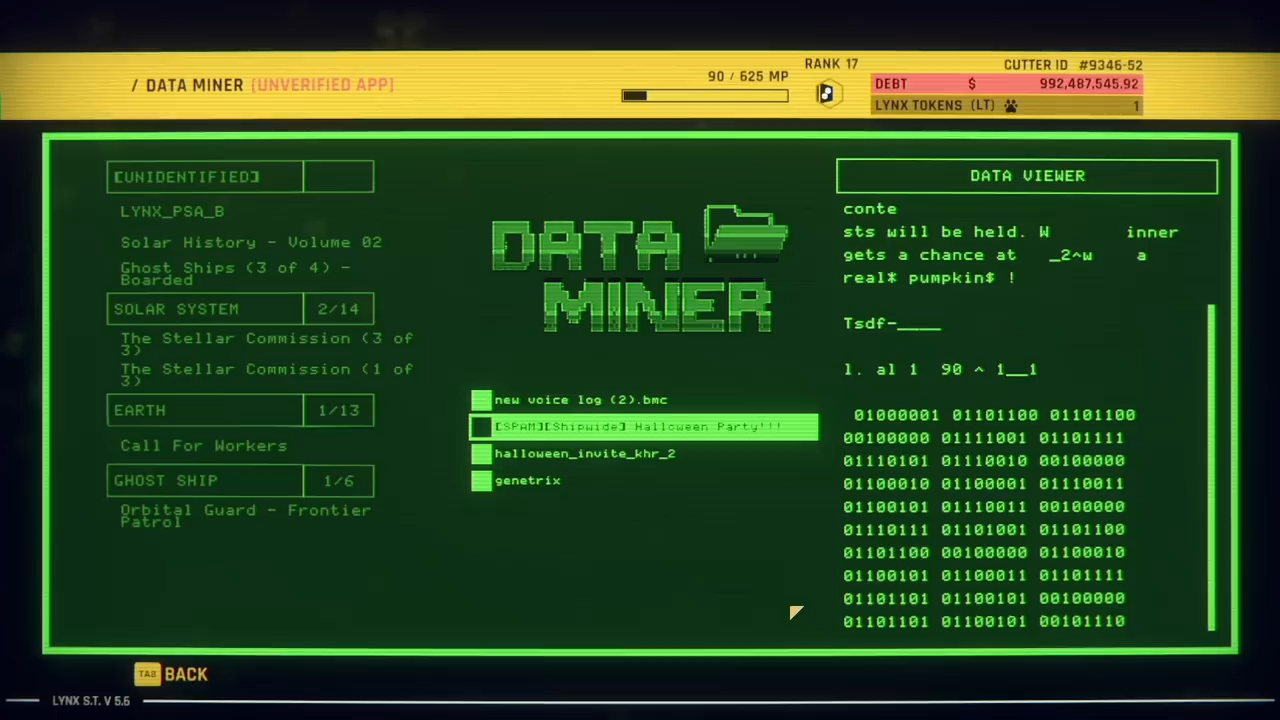 / DATA MINER [UNVERIFIED APP]
90 / 625 MP
RANK 17
CUTTER ID #9346-52
DEBT $ 992,487,545.92
LYNX TOKENS (LT) 1
[UNIDENTIFIED]
LYNX_PSA_B
Solar History - Volume 02
Ghost Ships (3 of 4) -
Boarded
SOLAR SYSTEM 2/14
The Stellar Commission (3 of
3)
The Stellar Commission (1 of
3)
EARTH 1/13
Call For Workers
GHOST SHIP 1/6
Orbital Guard - Frontier
Patrol
DATA
MINER
new voice log (2).bmc
[SPAM][Shipwide] Halloween Party!!!
halloween_invite_khr_2
genetrix
DATA VIEWER
conte
sts will be held. W inner
gets a chance at _2^w a
real* pumpkin$ !
Tsdf-____
l. al 1 90 ^ 1__1
01000001 01101100 01101100
00100000 01111001 01101111
01110101 01110010 00100000
01100010 01100001 01110011
01100101 01110011 00100000
01110111 01101001 01101100
01101100 00100000 01100010
01100101 01100011 01101111
01101101 01100101 00100000
01101101 01100101 00101110
TAB BACK
LYNX S.T. V 5.6